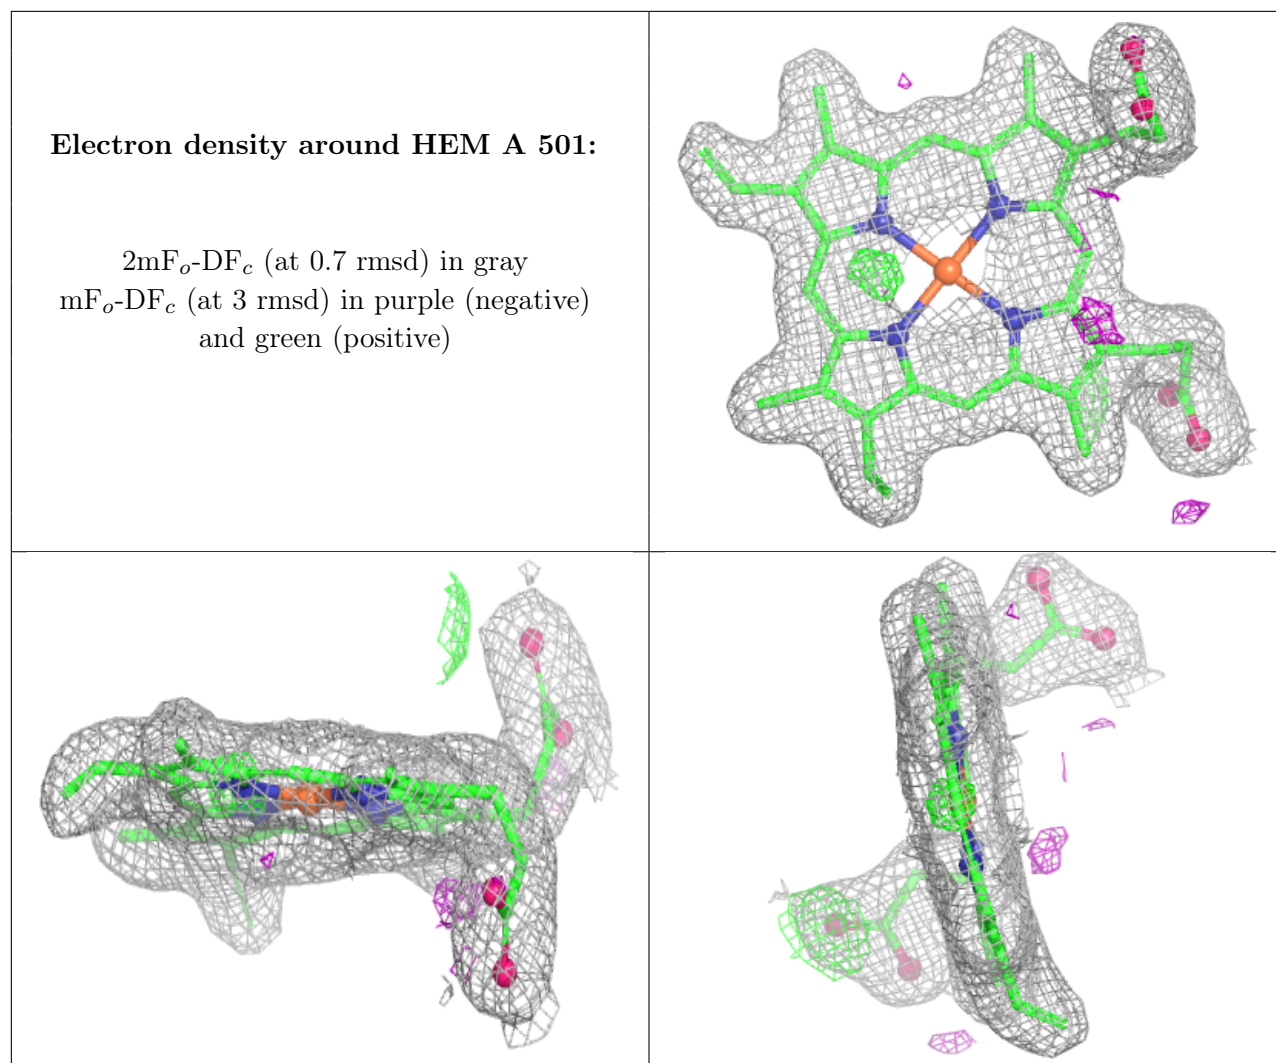 Electron density around HEM A 501:
2mFₒ-DF𝒸 (at 0.7 rmsd) in gray
mFₒ-DF𝒸 (at 3 rmsd) in purple (negative)
and green (positive)